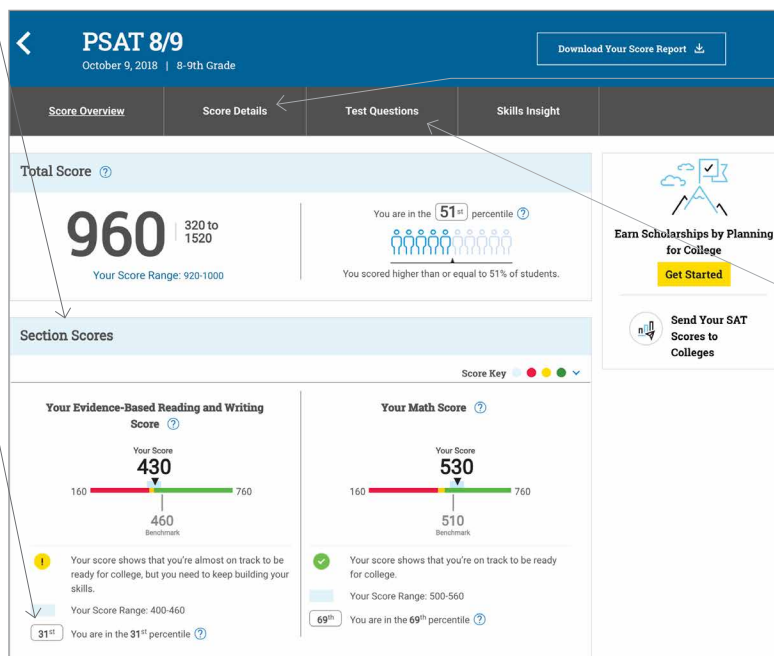 PSAT 8/9
October 9, 2018 | 8-9th Grade
Download Your Score Report
Score Overview
Score Details
Test Questions
Skills Insight
Total Score ?
960
320 to
1520
Your Score Range: 920-1000
You are in the 51st percentile ?
You scored higher than or equal to 51% of students.
Earn Scholarships by Planning
for College
Get Started
Send Your SAT
Scores to
Colleges
Section Scores
Score Key
Your Evidence-Based Reading and Writing
Score ?
Your Score
430
160
760
460
Benchmark
! Your score shows that you're almost on track to be
ready for college, but you need to keep building your
skills.
Your Score Range: 400-460
31st You are in the 31st percentile ?
Your Math Score ?
Your Score
530
160
760
510
Benchmark
Your score shows that you're on track to be ready
for college.
Your Score Range: 500-560
69th You are in the 69th percentile ?